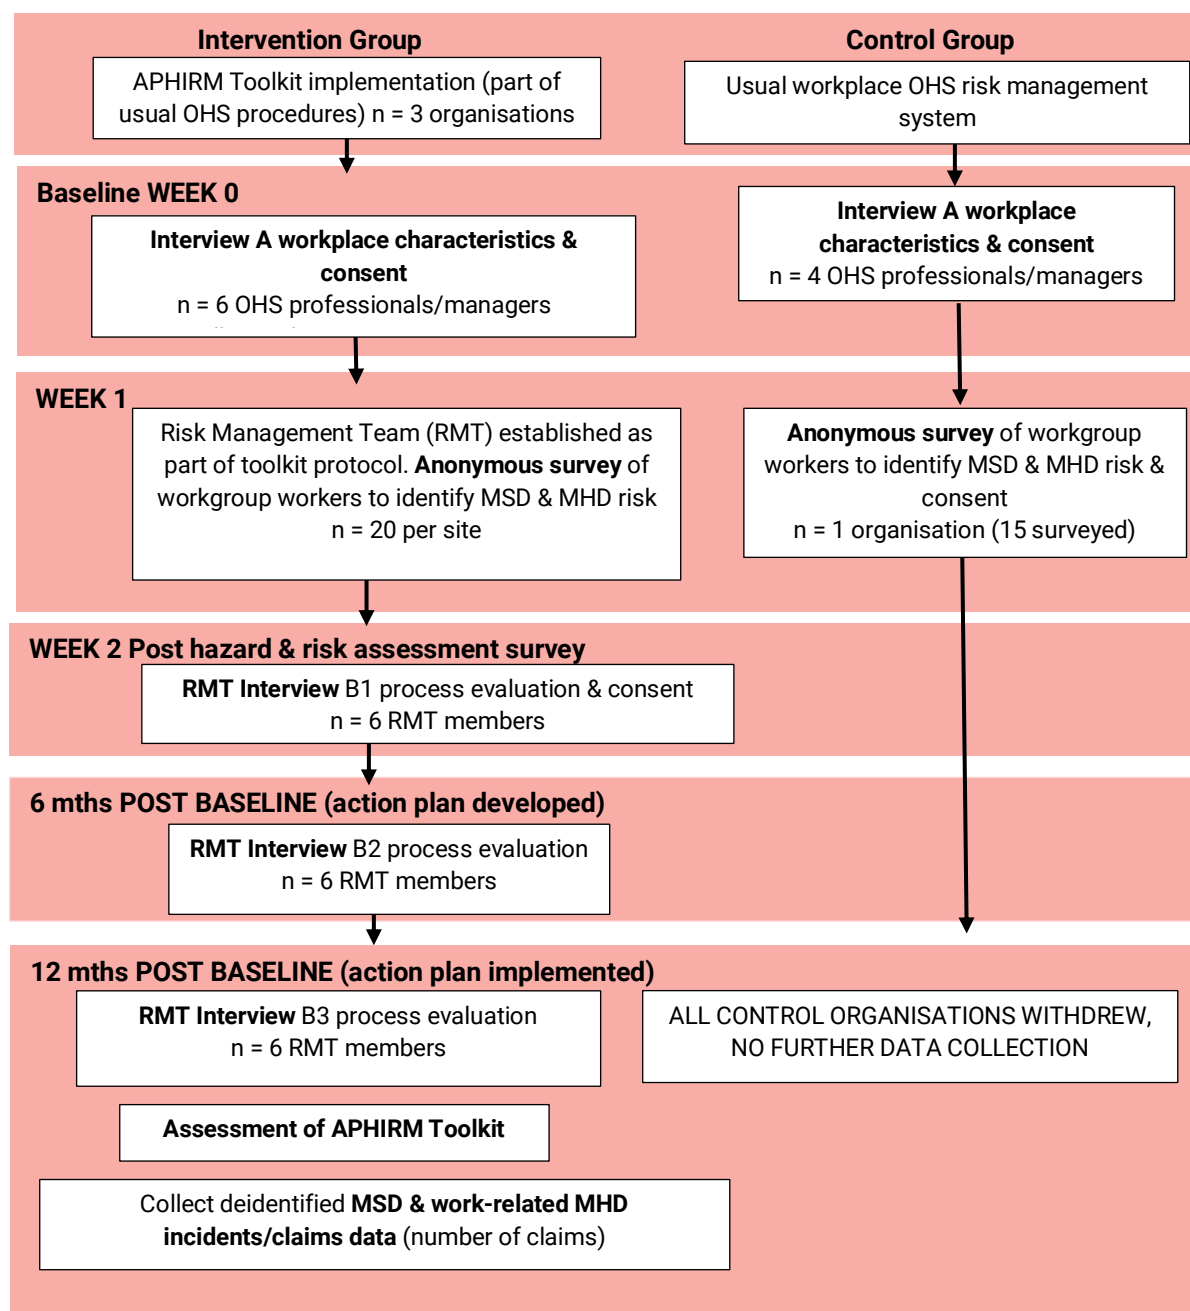 Intervention Group
APHIRM Toolkit implementation (part of
usual OHS procedures) n = 3 organisations
Control Group
Usual workplace OHS risk management
system
Baseline WEEK 0
Interview A workplace characteristics &
consent
n = 6 OHS professionals/managers
Interview A workplace
characteristics & consent
n = 4 OHS professionals/managers
WEEK 1
Risk Management Team (RMT) established as
part of toolkit protocol. Anonymous survey of
workgroup workers to identify MSD & MHD risk
n = 20 per site
Anonymous survey of workgroup
workers to identify MSD & MHD risk &
consent
n = 1 organisation (15 surveyed)
WEEK 2 Post hazard & risk assessment survey
RMT Interview B1 process evaluation & consent
n = 6 RMT members
6 mths POST BASELINE (action plan developed)
RMT Interview B2 process evaluation
n = 6 RMT members
12 mths POST BASELINE (action plan implemented)
RMT Interview B3 process evaluation
n = 6 RMT members
ALL CONTROL ORGANISATIONS WITHDREW,
NO FURTHER DATA COLLECTION
Assessment of APHIRM Toolkit
Collect deidentified MSD & work-related MHD
incidents/claims data (number of claims)